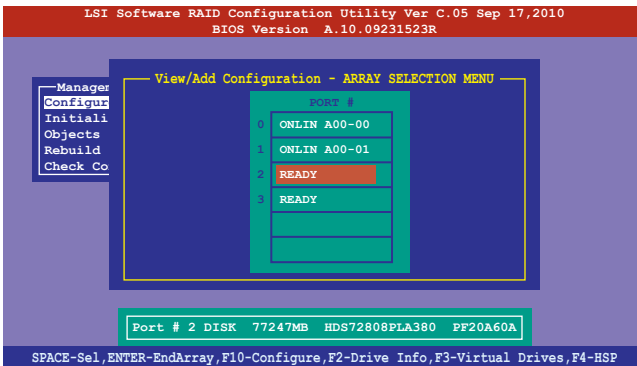 LSI Software RAID Configuration Utility Ver C.05 Sep 17,2010
BIOS Version A.10.09231523R
View/Add Configuration - ARRAY SELECTION MENU
Managem
Configure
Initiali
Objects
Rebuild
Check Co
PORT #
0 ONLIN A00-00
1 ONLIN A00-01
2 READY
3 READY
Port # 2 DISK 77247MB HDS72808PLA380 PF20A60A
SPACE-Sel,ENTER-EndArray,F10-Configure,F2-Drive Info,F3-Virtual Drives,F4-HSP